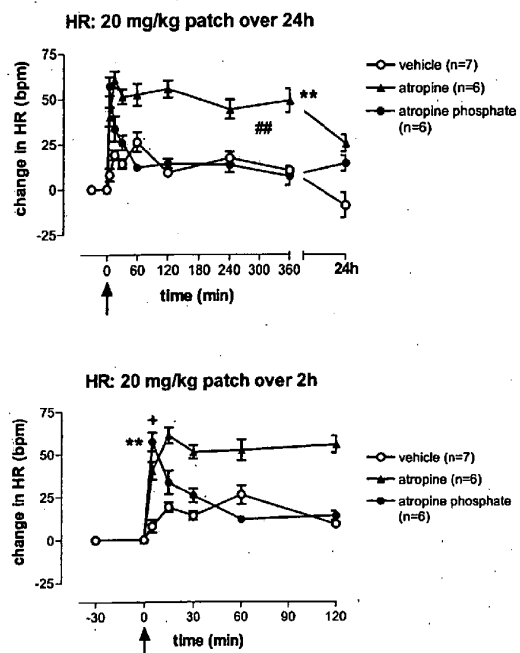 HR: 20 mg/kg patch over 24h
change in HR (bpm)
75
50
25
0
-25
**
##
0 60 120 180 240 300 360 24h
time (min)
vehicle (n=7)
atropine (n=6)
atropine phosphate
(n=6)
HR: 20 mg/kg patch over 2h
change in HR (bpm)
75
50
25
0
-25
+
**
-30 0 30 60 90 120
time (min)
vehicle (n=7)
atropine (n=6)
atropine phosphate
(n=6)